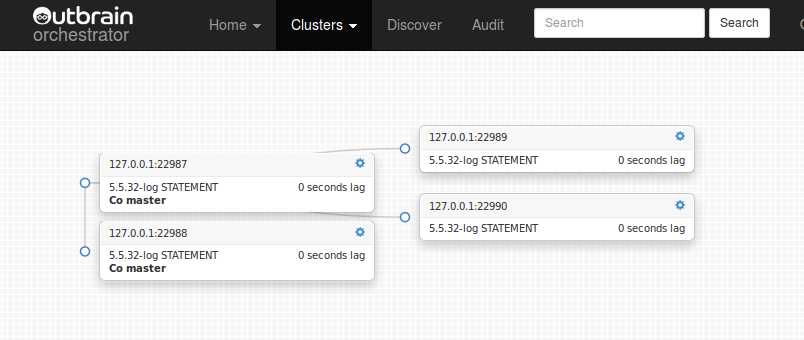 Outbrain
orchestrator
Home Clusters Discover Audit Search Search
127.0.0.1:22987
5.5.32-log STATEMENT 0 seconds lag
Co master
127.0.0.1:22988
5.5.32-log STATEMENT 0 seconds lag
Co master
127.0.0.1:22989
5.5.32-log STATEMENT 0 seconds lag
127.0.0.1:22990
5.5.32-log STATEMENT 0 seconds lag